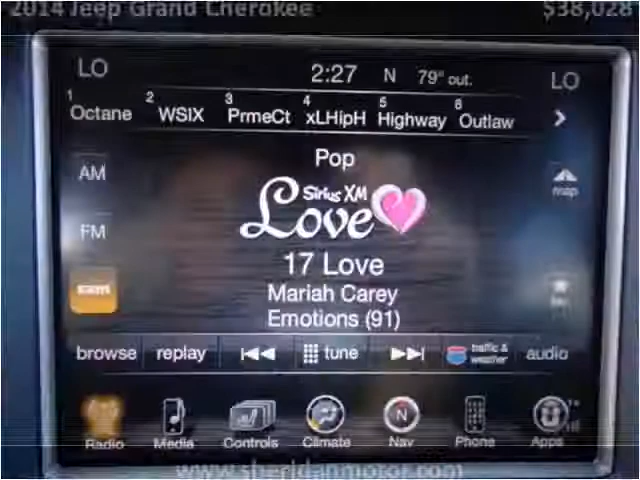 2014 Jeep Grand Cherokee $38,028
LO 2:27 N 79° out. LO
1 Octane 2 WSIX 3 PrmeCt 4 xLHipH 5 Highway 6 Outlaw
Pop
AM
map
Sirius XM
Love
FM
17 Love
xm
Mariah Carey
Emotions (91)
browse replay tune traffic & weather audio
Radio Media Controls Climate Nav Phone Apps
www.sheridanmotor.com